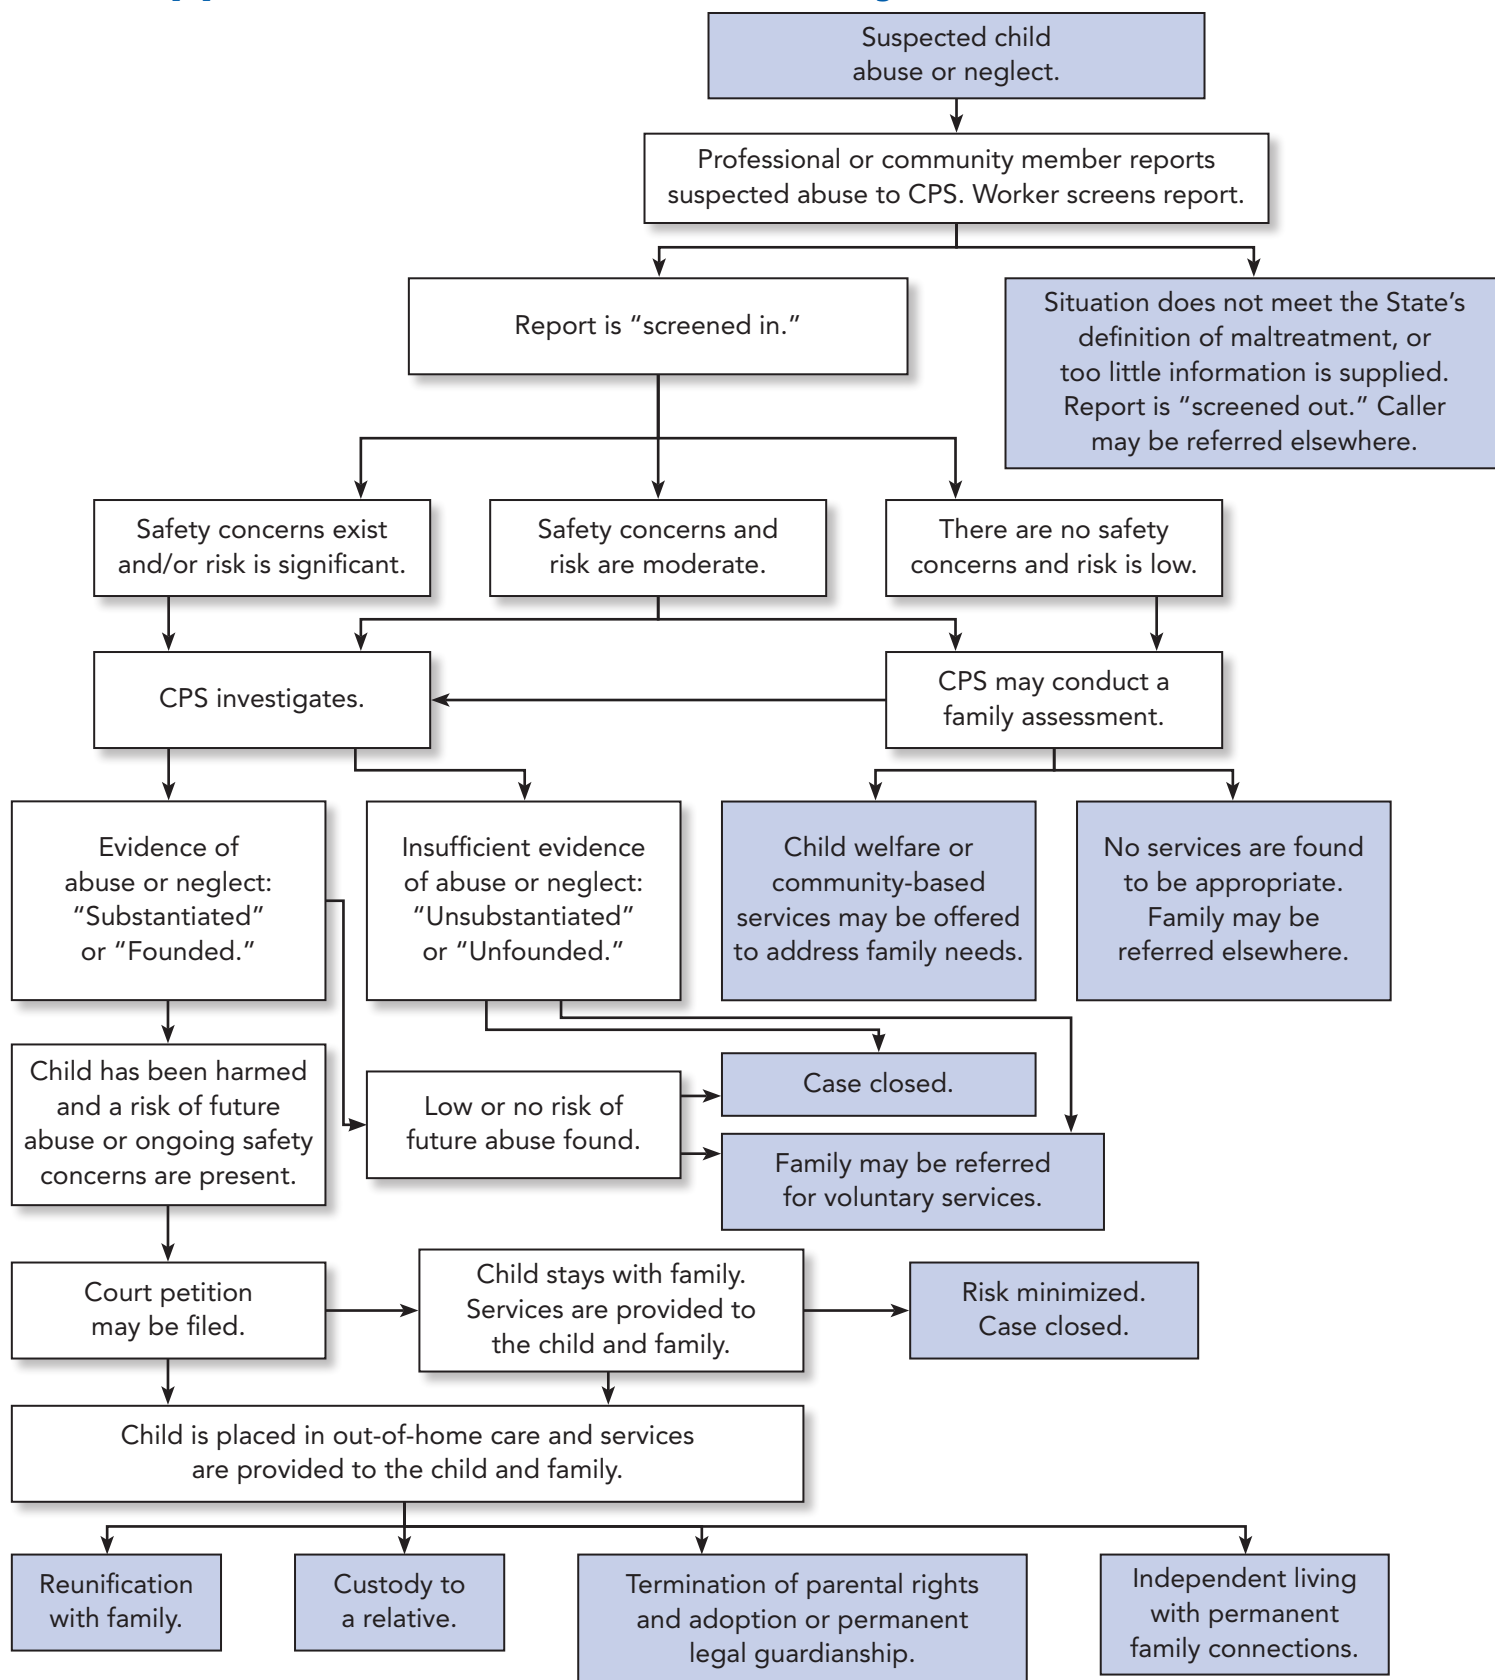 Suspected child
abuse or neglect.
Professional or community member reports
suspected abuse to CPS. Worker screens report.
Report is “screened in.”
Situation does not meet the State’s
definition of maltreatment, or
too little information is supplied.
Report is “screened out.” Caller
may be referred elsewhere.
Safety concerns exist
and/or risk is significant.
Safety concerns and
risk are moderate.
There are no safety
concerns and risk is low.
CPS investigates.
CPS may conduct a
family assessment.
Evidence of
abuse or neglect:
“Substantiated”
or “Founded.”
Insufficient evidence
of abuse or neglect:
“Unsubstantiated”
or “Unfounded.”
Child welfare or
community-based
services may be offered
to address family needs.
No services are found
to be appropriate.
Family may be
referred elsewhere.
Child has been harmed
and a risk of future
abuse or ongoing safety
concerns are present.
Low or no risk of
future abuse found.
Case closed.
Family may be referred
for voluntary services.
Court petition
may be filed.
Child stays with family.
Services are provided to
the child and family.
Risk minimized.
Case closed.
Child is placed in out-of-home care and services
are provided to the child and family.
Reunification
with family.
Custody to
a relative.
Termination of parental rights
and adoption or permanent
legal guardianship.
Independent living
with permanent
family connections.